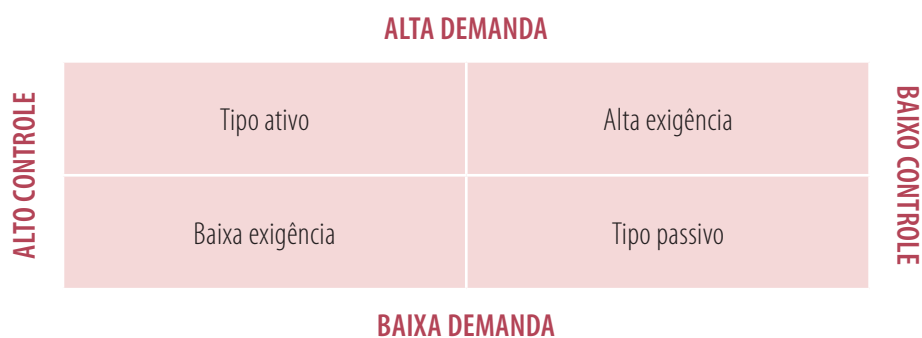 ALTA DEMANDA
ALTO CONTROLE
Tipo ativo
Alta exigência
BAIXO CONTROLE
Baixa exigência
Tipo passivo
BAIXA DEMANDA